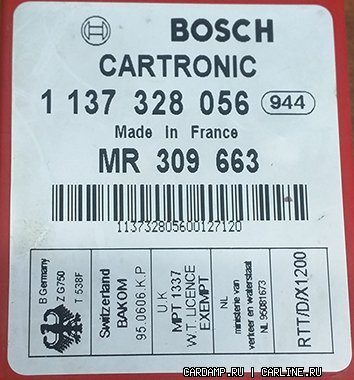 BOSCH
CARTRONIC
1 137 328 056 944
Made in France
MR 309 663
113732805600127120
B Germany
Z G750
T 538F
Switzerland
BAKOM
95.0606.K.P
U.K
MPT 1337
W.T. LICENCE
EXEMPT
NL
ministerie van
verkeer en waterstaat
NL 95081673
RTT/D/X1200
CARDAMP.RU | CARLINE.RU